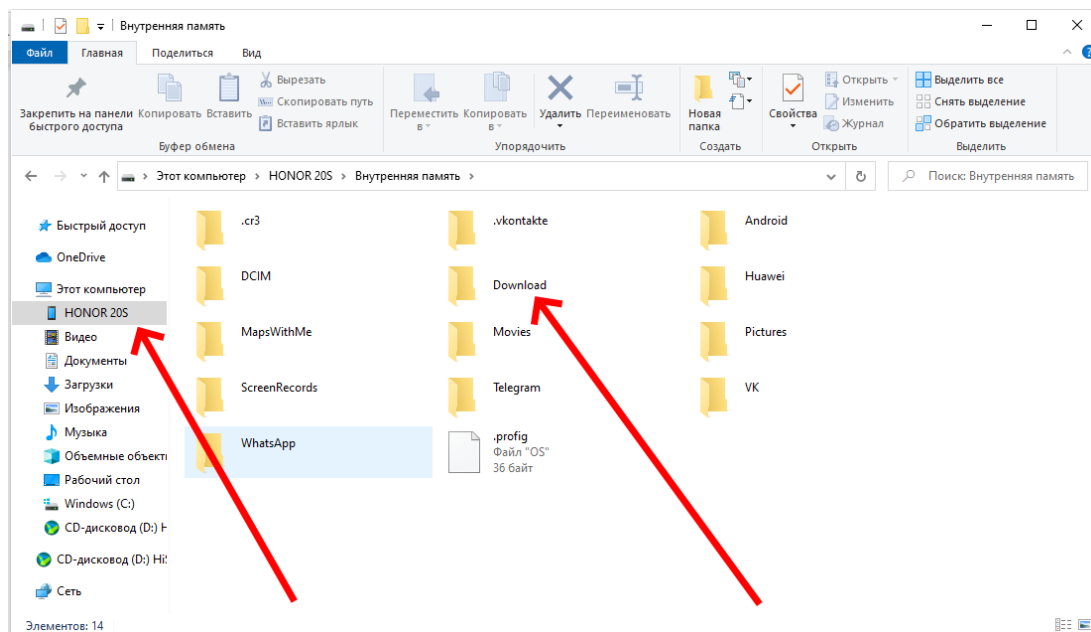 Внутренняя память
Файл Главная Поделиться Вид
Закрепить на панели
быстрого доступа
Копировать
Вставить
Вырезать
Скопировать путь
Вставить ярлык
Буфер обмена
Переместить
в
Копировать
в
Удалить
Переименовать
Упорядочить
Новая
папка
Создать
Свойства
Открыть
Изменить
Журнал
Открыть
Выделить все
Снять выделение
Обратить выделение
Выделить
Этот компьютер › HONOR 20S › Внутренняя память ›
Поиск: Внутренняя память
Быстрый доступ
OneDrive
Этот компьютер
HONOR 20S
Видео
Документы
Загрузки
Изображения
Музыка
Объемные объекты
Рабочий стол
Windows (C:)
CD-дисковод (D:) H
CD-дисковод (D:) HiS
Сеть
.cr3 .vkontakte Android
DCIM Download Huawei
MapsWithMe Movies Pictures
ScreenRecords Telegram VK
WhatsApp .profig
Файл "OS"
36 байт
Элементов: 14